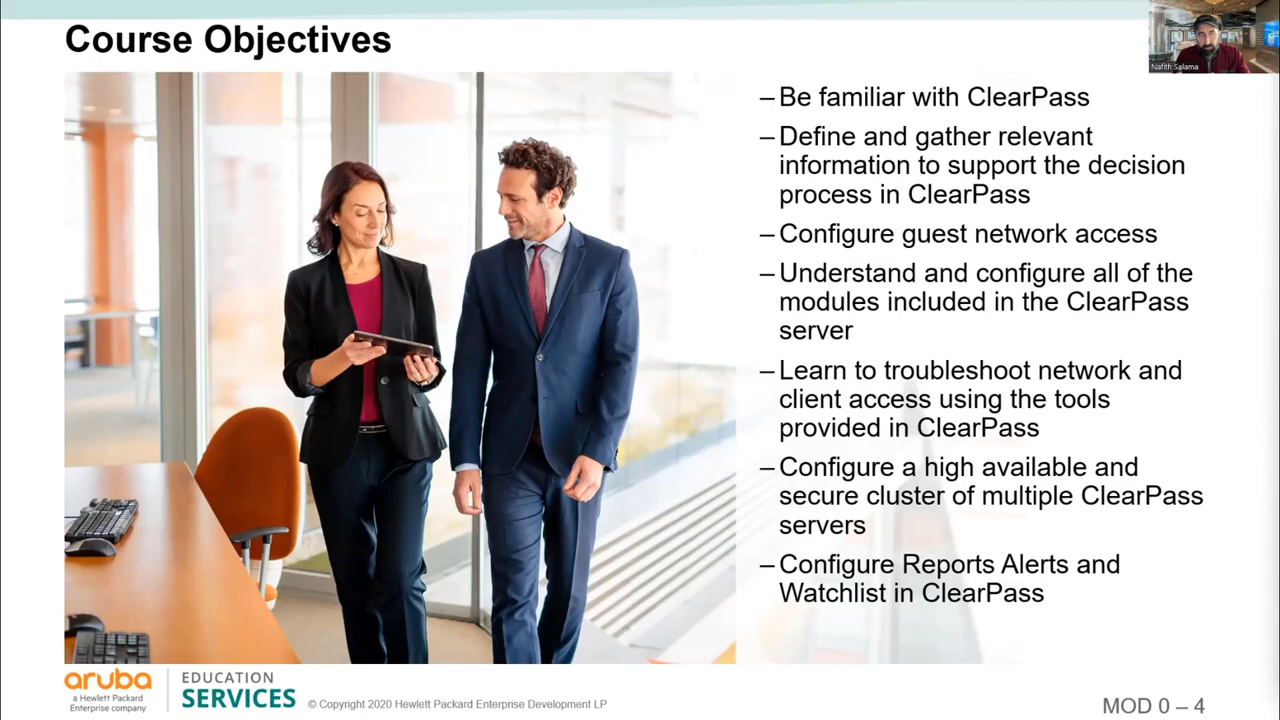 Course Objectives
Nafith Salama
–Be familiar with ClearPass
–Define and gather relevant
information to support the decision
process in ClearPass
–Configure guest network access
–Understand and configure all of the
modules included in the ClearPass
server
–Learn to troubleshoot network and
client access using the tools
provided in ClearPass
–Configure a high available and
secure cluster of multiple ClearPass
servers
–Configure Reports Alerts and
Watchlist in ClearPass
aruba
a Hewlett Packard
Enterprise company
EDUCATION
SERVICES
© Copyright 2020 Hewlett Packard Enterprise Development LP
MOD 0 – 4